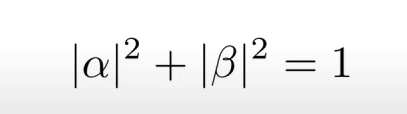 |α|² + |β|² = 1